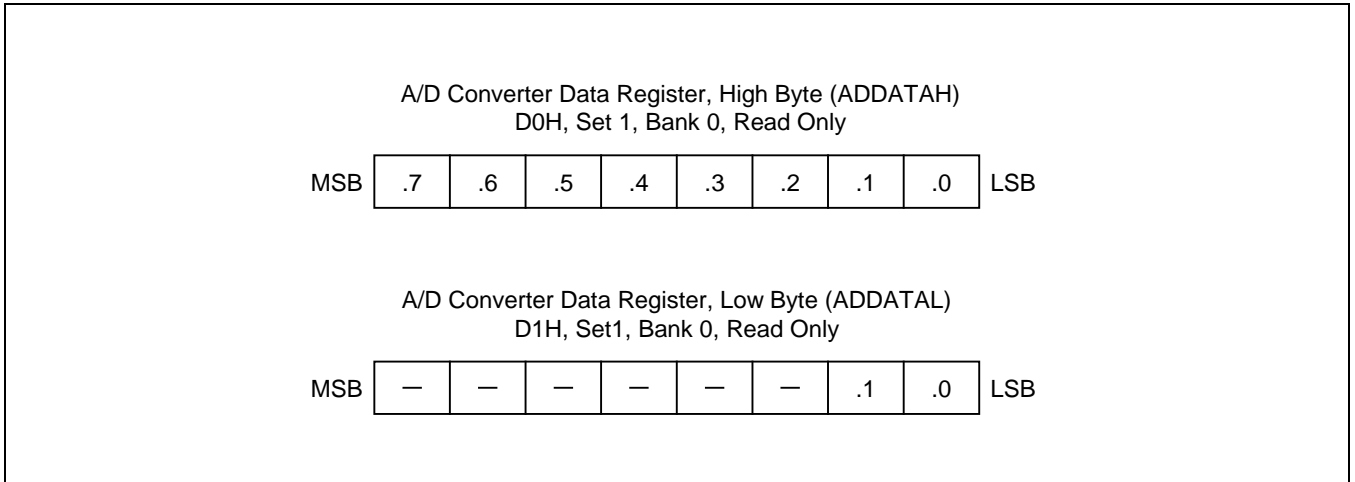 A/D Converter Data Register, High Byte (ADDATAH)
D0H, Set 1, Bank 0, Read Only
MSB .7 .6 .5 .4 .3 .2 .1 .0 LSB
A/D Converter Data Register, Low Byte (ADDATAL)
D1H, Set1, Bank 0, Read Only
MSB – – – – – – .1 .0 LSB